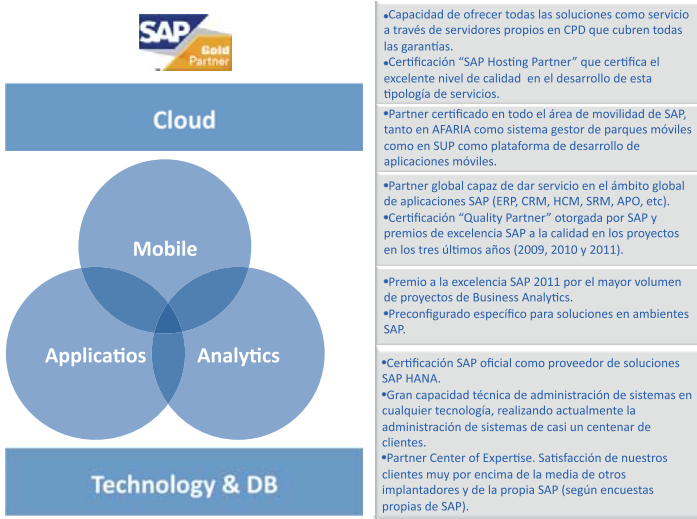 SAP
Gold
Partner
Cloud
Mobile
Applicatios
Analytics
Technology & DB
•Capacidad de ofrecer todas las soluciones como servicio
a través de servidores propios en CPD que cubren todas
las garantías.
•Certificación “SAP Hosting Partner” que certifica el
excelente nivel de calidad en el desarrollo de esta
tipología de servicios.
•Partner certificado en todo el área de movilidad de SAP,
tanto en AFARIA como sistema gestor de parques móviles
como en SUP como plataforma de desarrollo de
aplicaciones móviles.
•Partner global capaz de dar servicio en el ámbito global
de aplicaciones SAP (ERP, CRM, HCM, SRM, APO, etc).
•Certificación “Quality Partner” otorgada por SAP y
premios de excelencia SAP a la calidad en los proyectos
en los tres últimos años (2009, 2010 y 2011).
•Premio a la excelencia SAP 2011 por el mayor volumen
de proyectos de Business Analytics.
•Preconfigurado específico para soluciones en ambientes
SAP.
•Certificación SAP oficial como proveedor de soluciones
SAP HANA.
•Gran capacidad técnica de administración de sistemas en
cualquier tecnología, realizando actualmente la
administración de sistemas de casi un centenar de
clientes.
•Partner Center of Expertise. Satisfacción de nuestros
clientes muy por encima de la media de otros
implantadores y de la propia SAP (según encuestas
propias de SAP).